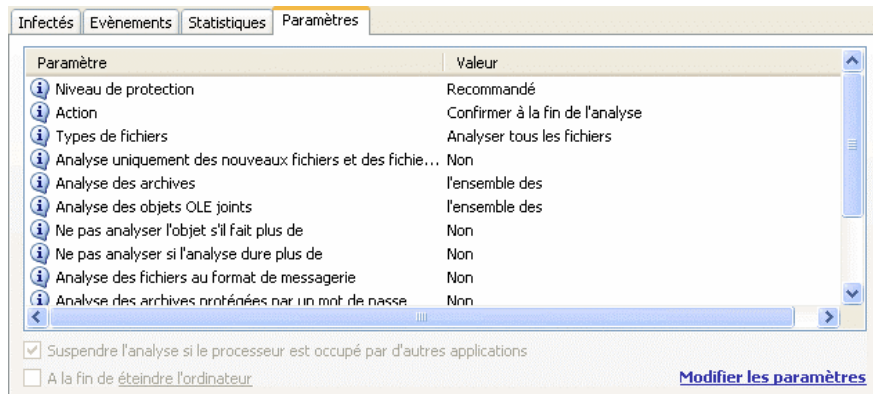 Infectés Evènements Statistiques Paramètres
Paramètre Valeur
Niveau de protection Recommandé
Action Confirmer à la fin de l'analyse
Types de fichiers Analyser tous les fichiers
Analyse uniquement des nouveaux fichiers et des fichie... Non
Analyse des archives l'ensemble des
Analyse des objets OLE joints l'ensemble des
Ne pas analyser l'objet s'il fait plus de Non
Ne pas analyser si l'analyse dure plus de Non
Analyse des fichiers au format de messagerie Non
Analyse des archives protégées par un mot de passe Non
Suspendre l'analyse si le processeur est occupé par d'autres applications
A la fin de éteindre l'ordinateur Modifier les paramètres